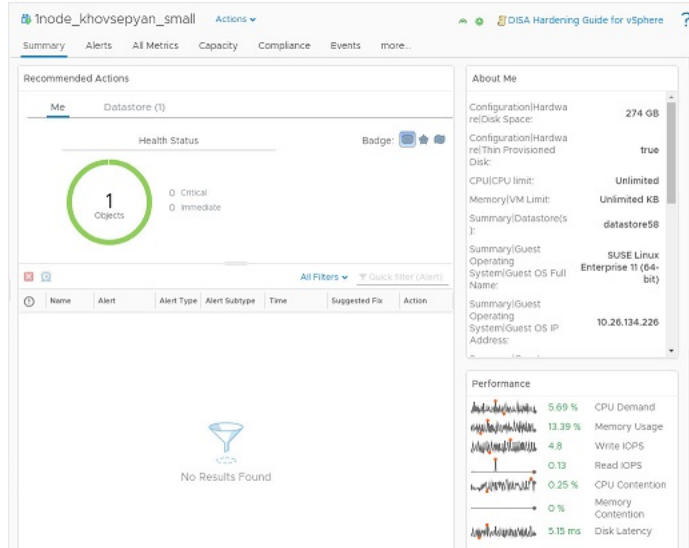 1node_khovsepyan_small Actions DISA Hardening Guide for vSphere ?
Summary Alerts All Metrics Capacity Compliance Events more...
Recommended Actions
Me Datastore (1)
Health Status Badge:
1
Objects
0 Critical
0 Immediate
All Filters Quick filter (Alert)
Name Alert Alert Type Alert Subtype Time Suggested Fix Action
No Results Found
About Me
Configuration|Hardwa
re|Disk Space:
274 GB
Configuration|Hardwa
re|Thin Provisioned
Disk:
true
CPU|CPU limit: Unlimited
Memory|VM Limit: Unlimited KB
Summary|Datastore(s
):
datastore58
Summary|Guest
Operating
System|Guest OS Full
Name:
SUSE Linux
Enterprise 11 (64-
bit)
Summary|Guest
Operating
System|Guest OS IP
Address:
10.26.134.226
Performance
5.69 % CPU Demand
13.39 % Memory Usage
4.8 Write IOPS
0.13 Read IOPS
0.25 % CPU Contention
0 % Memory
Contention
5.15 ms Disk Latency